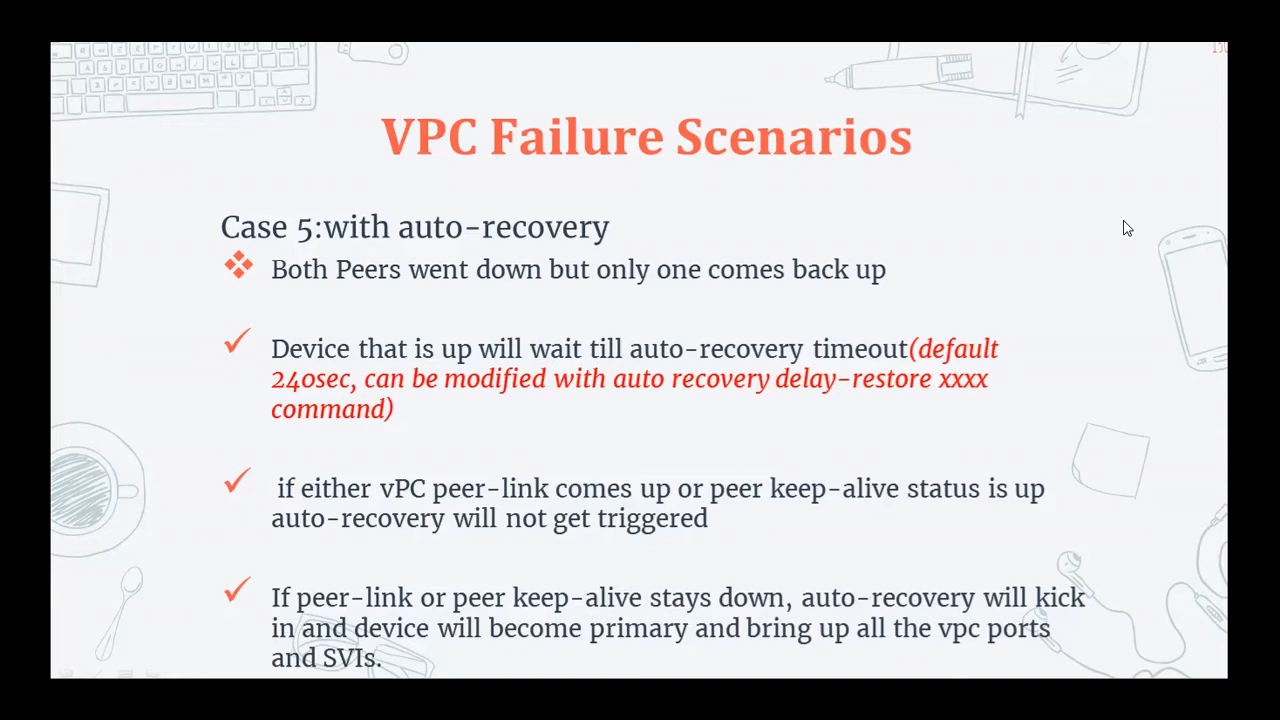 VPC Failure Scenarios
Case 5:with auto-recovery
Both Peers went down but only one comes back up
Device that is up will wait till auto-recovery timeout(default
240sec, can be modified with auto recovery delay-restore xxxx
command)
if either vPC peer-link comes up or peer keep-alive status is up
auto-recovery will not get triggered
If peer-link or peer keep-alive stays down, auto-recovery will kick
in and device will become primary and bring up all the vpc ports
and SVIs.